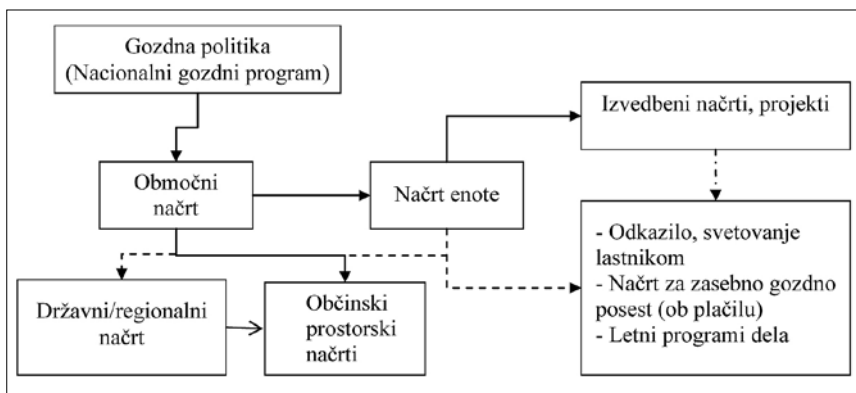 Gozdna politika
(Nacionalni gozdni program)
Izvedbeni načrti, projekti
Območni
načrt
Načrt enote
- Odkazilo, svetovanje
lastnikom
- Načrt za zasebno gozdno
posest (ob plačilu)
- Letni programi dela
Državni/regionalni
načrt
Občinski
prostorski
načrti